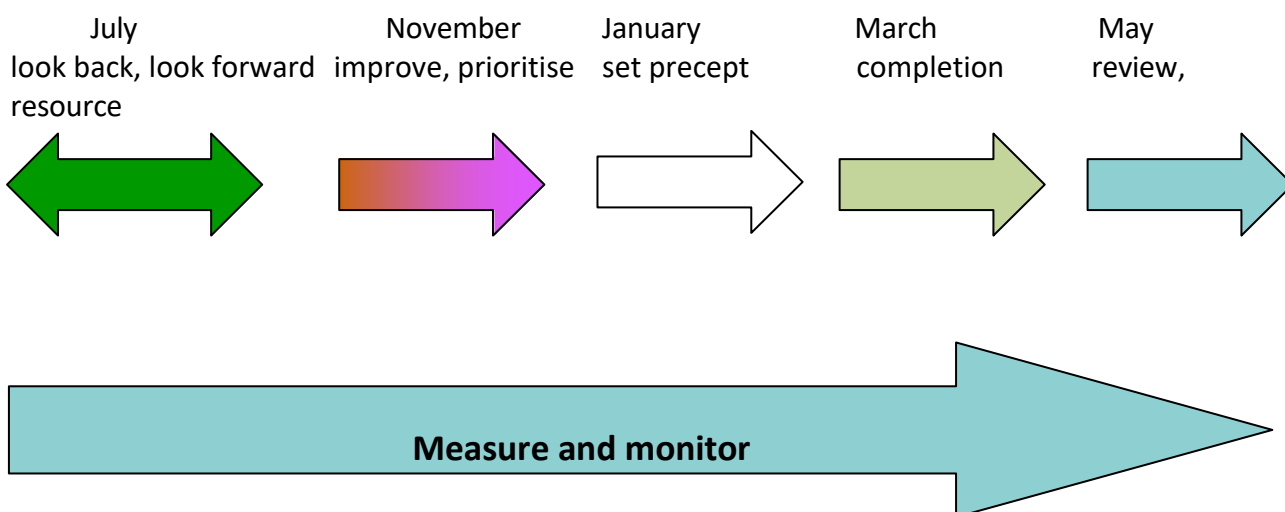 July November January March May
look back, look forward improve, prioritise set precept completion review,
resource
Measure and monitor